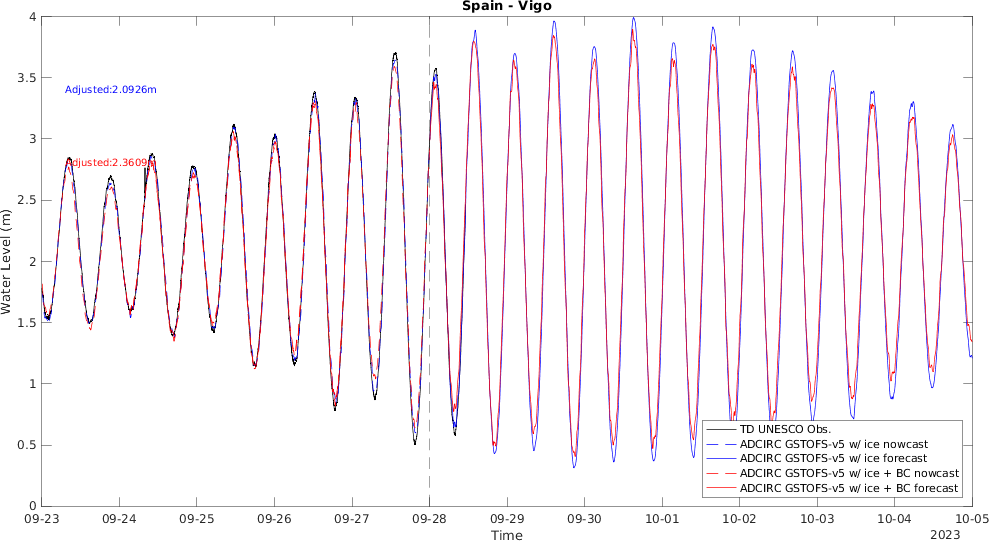 Spain - Vigo
Water Level (m)
4
3.5
3
2.5
2
1.5
1
0.5
0
Adjusted:2.0926m
Adjusted:2.3609m
TD UNESCO Obs.
ADCIRC GSTOFS-v5 w/ ice nowcast
ADCIRC GSTOFS-v5 w/ ice forecast
ADCIRC GSTOFS-v5 w/ ice + BC nowcast
ADCIRC GSTOFS-v5 w/ ice + BC forecast
09-23 09-24 09-25 09-26 09-27 09-28 09-29 09-30 10-01 10-02 10-03 10-04 10-05
Time
2023